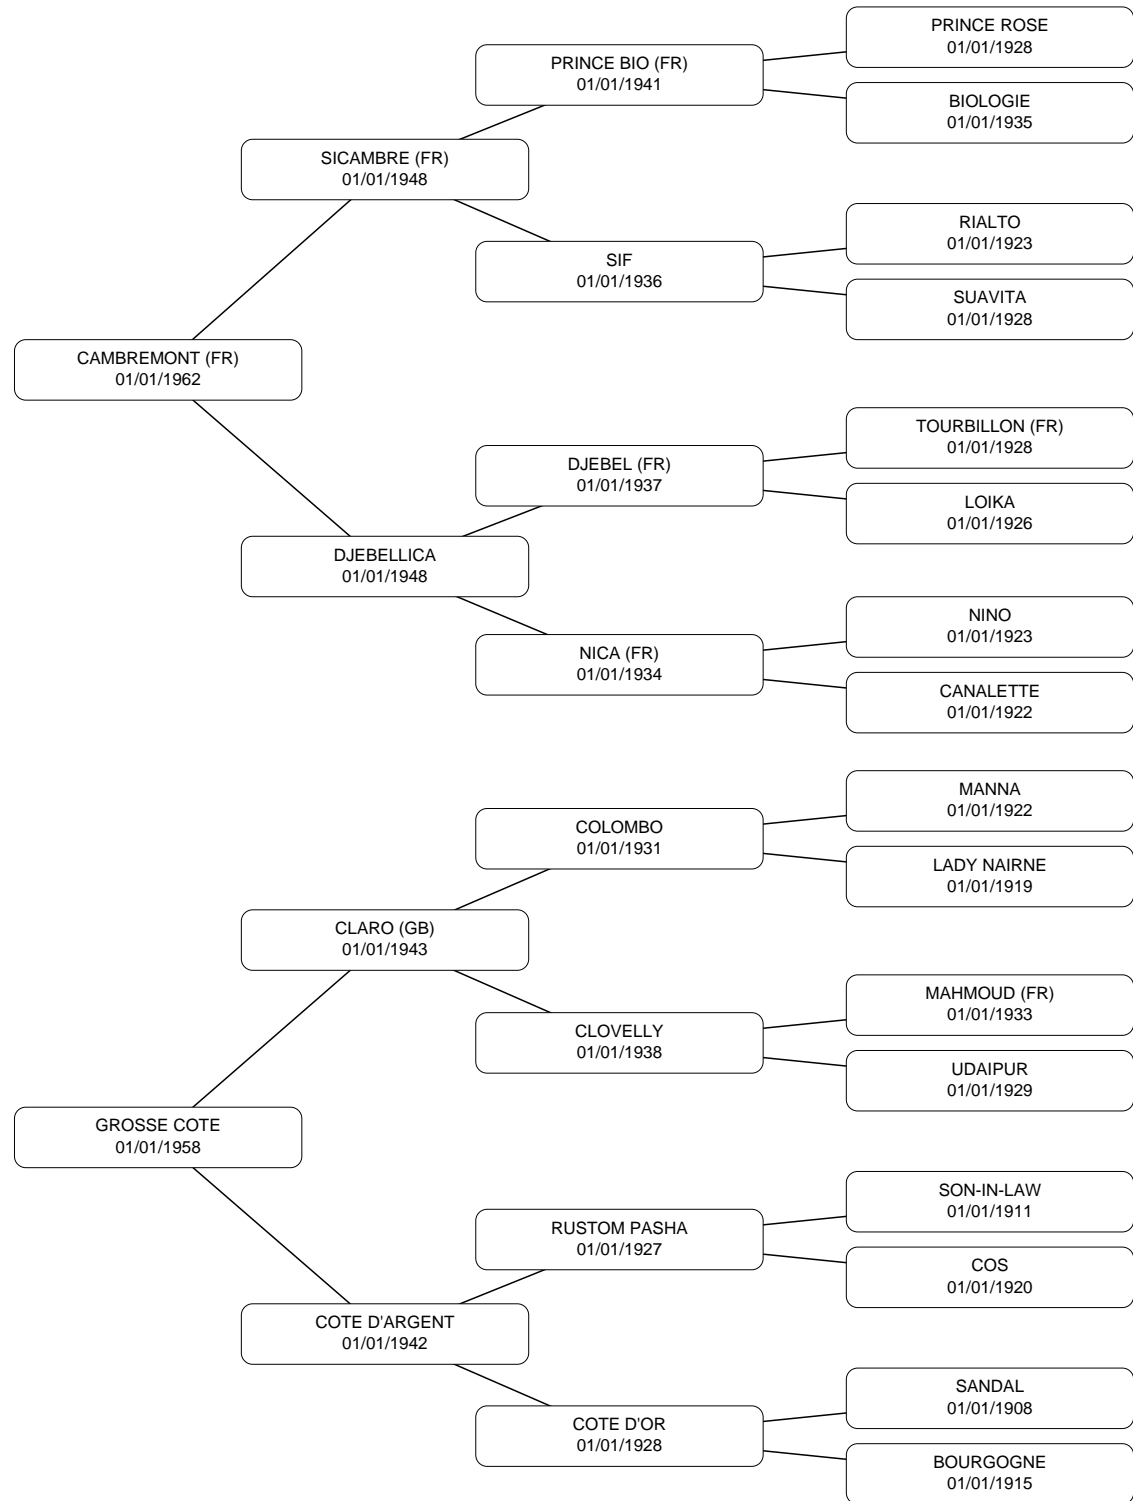 PRINCE ROSE
01/01/1928
PRINCE BIO (FR)
01/01/1941
BIOLOGIE
01/01/1935
SICAMBRE (FR)
01/01/1948
RIALTO
01/01/1923
SIF
01/01/1936
SUAVITA
01/01/1928
CAMBREMONT (FR)
01/01/1962
TOURBILLON (FR)
01/01/1928
DJEBEL (FR)
01/01/1937
LOIKA
01/01/1926
DJEBELLICA
01/01/1948
NINO
01/01/1923
NICA (FR)
01/01/1934
CANALETTE
01/01/1922
MANNA
01/01/1922
COLOMBO
01/01/1931
LADY NAIRNE
01/01/1919
CLARO (GB)
01/01/1943
MAHMOUD (FR)
01/01/1933
CLOVELLY
01/01/1938
UDAIPUR
01/01/1929
GROSSE COTE
01/01/1958
SON-IN-LAW
01/01/1911
RUSTOM PASHA
01/01/1927
COS
01/01/1920
COTE D'ARGENT
01/01/1942
SANDAL
01/01/1908
COTE D'OR
01/01/1928
BOURGOGNE
01/01/1915